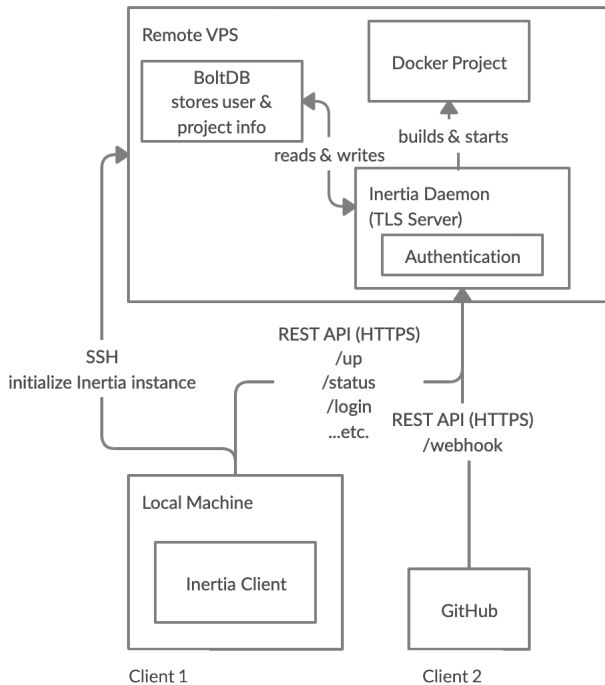 Remote VPS
BoltDB
stores user &
project info
Docker Project
reads & writes
builds & starts
Inertia Daemon
(TLS Server)
Authentication
SSH
initialize Inertia instance
REST API (HTTPS)
/up
/status
/login
...etc.
REST API (HTTPS)
/webhook
Local Machine
Inertia Client
GitHub
Client 1
Client 2